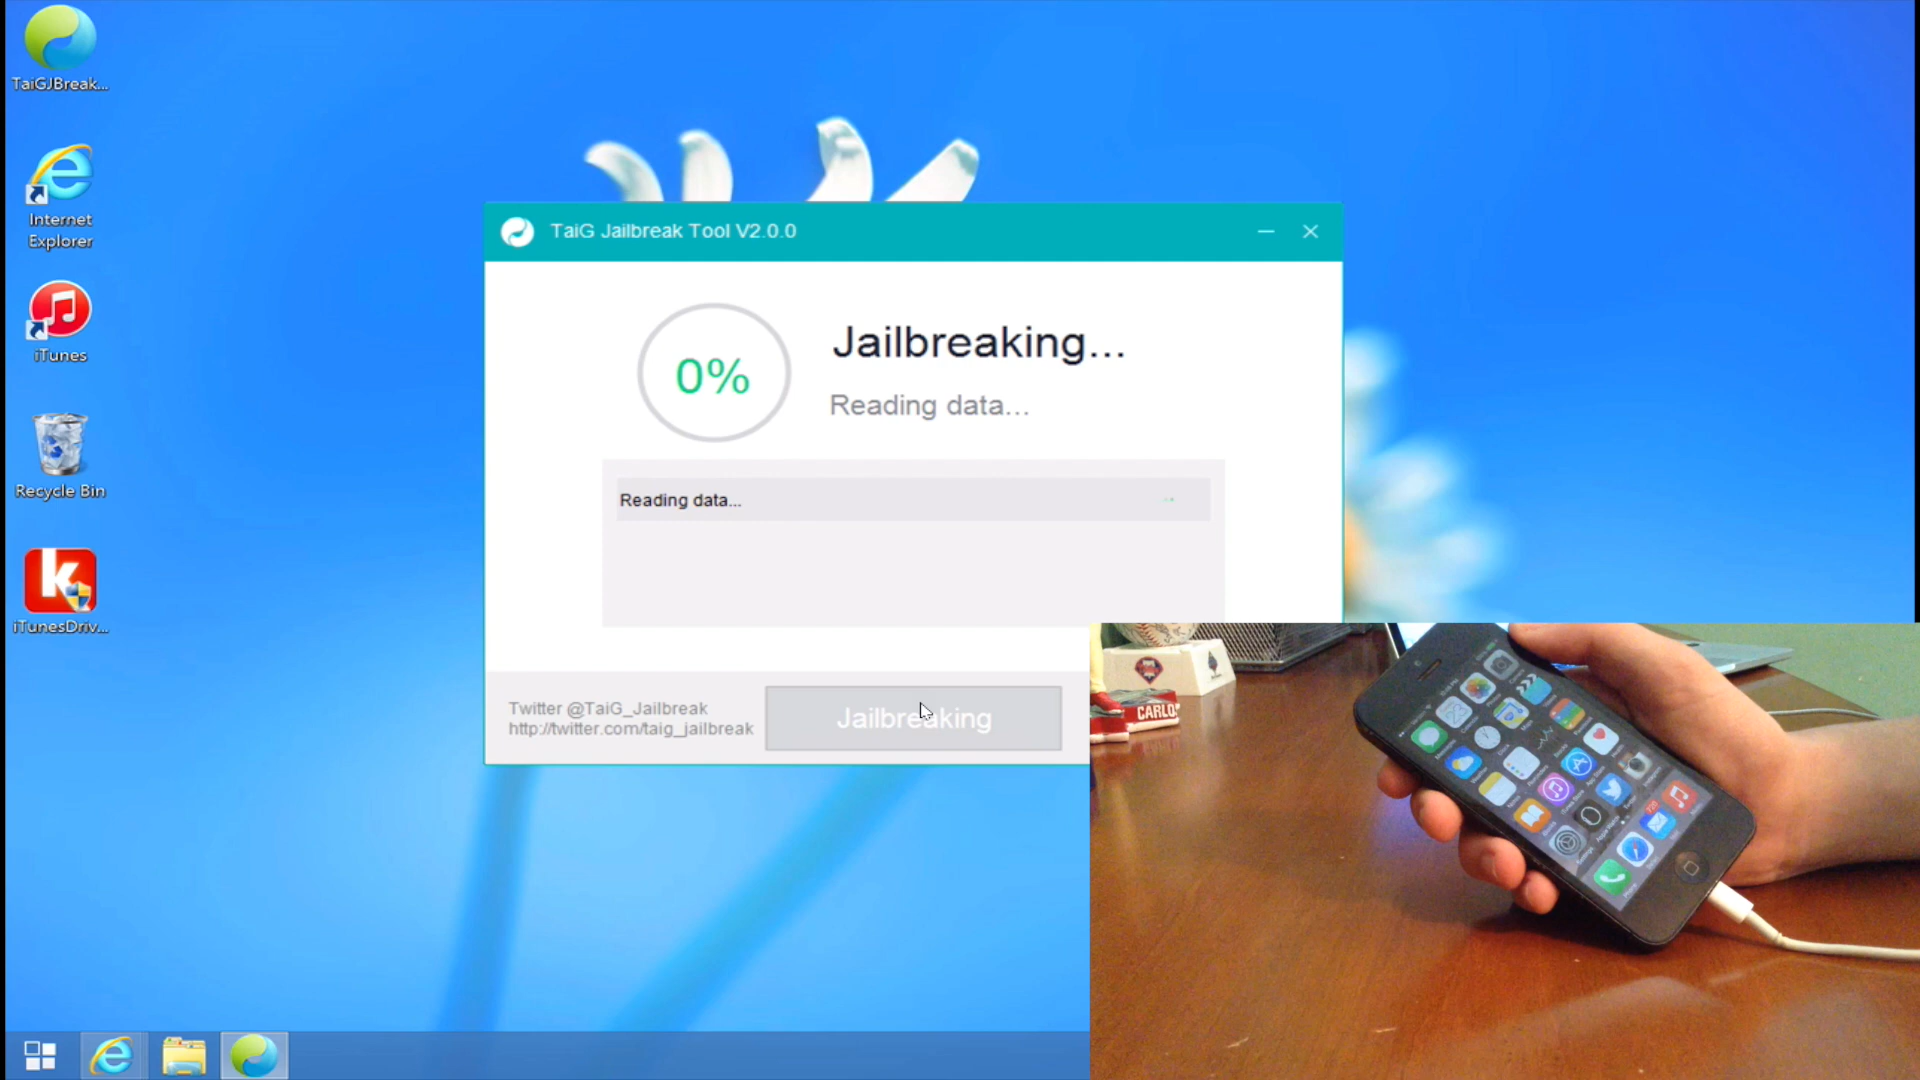 TaiGJBreak...
Internet
Explorer
iTunes
Recycle Bin
iTunesDriv...
TaiG Jailbreak Tool V2.0.0
0%
Jailbreaking...
Reading data...
Reading data...
Twitter @TaiG_Jailbreak
http://twitter.com/taig_jailbreak
Jailbreaking
CARLO